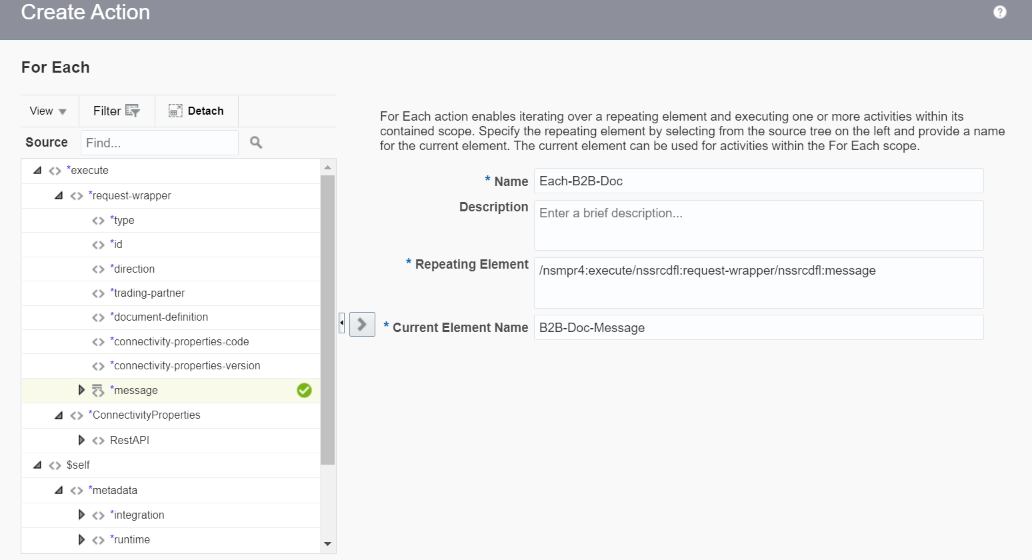 Create Action
For Each
View
Filter
Detach
Source
Find...
*execute
*request-wrapper
*type
*id
*direction
*trading-partner
*document-definition
*connectivity-properties-code
*connectivity-properties-version
*message
*ConnectivityProperties
RestAPI
$self
*metadata
*integration
*runtime
For Each action enables iterating over a repeating element and executing one or more activities within its
contained scope. Specify the repeating element by selecting from the source tree on the left and provide a name
for the current element. The current element can be used for activities within the For Each scope.
* Name Each-B2B-Doc
Description Enter a brief description...
* Repeating Element /nsmpr4:execute/nssrcdfl:request-wrapper/nssrcdfl:message
* Current Element Name B2B-Doc-Message